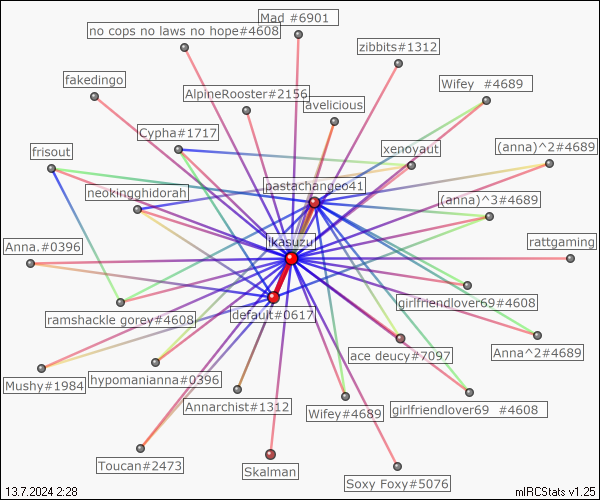 Mad #6901
no cops no laws no hope#4608
zibbits#1312
fakedingo
Wifey  #4689
AlpineRooster#2156
avelicious
Cypha#1717
xenoyaut
(anna)^2#4689
frisout
pastachangeo41
neokingghidorah
(anna)^3#4689
Anna.#0396
ikasuzu
rattgaming
girlfriendlover69#4608
ramshackle gorey#4608
default#0617
ace deucy#7097
Anna^2#4689
Mushy#1984
hypomanianna#0396
Annarchist#1312
Wifey#4689
girlfriendlover69  #4608
Toucan#2473
Skalman
Soxy Foxy#5076
13.7.2024 2:28
mIRCStats v1.25